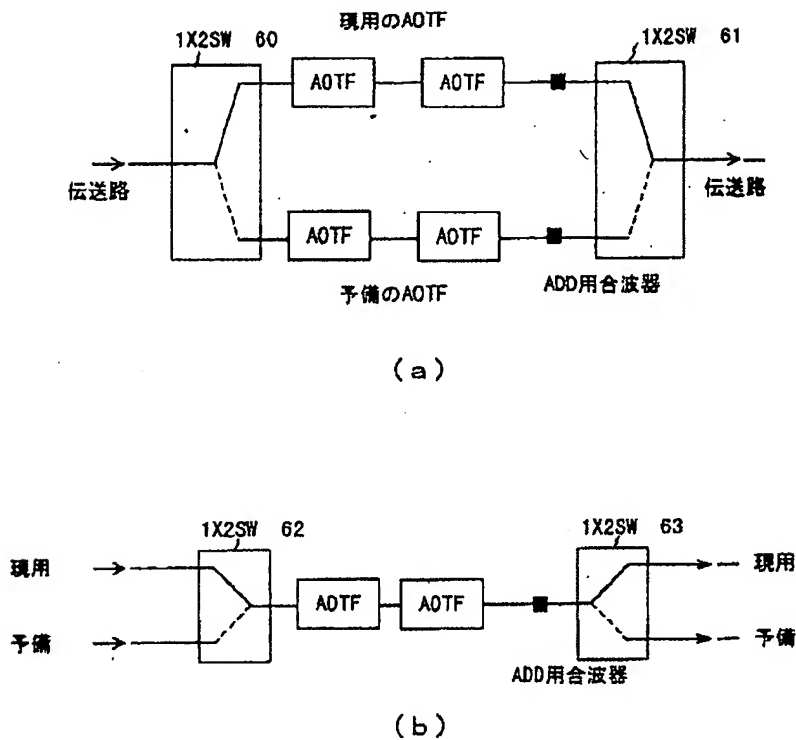 現用のAOTF
1X2SW 60
1X2SW 61
AOTF
AOTF
伝送路
伝送路
AOTF
AOTF
予備のAOTF
ADD用合波器
(a)
1X2SW 62
1X2SW 63
現用
現用
AOTF
AOTF
予備
予備
ADD用合波器
(b)